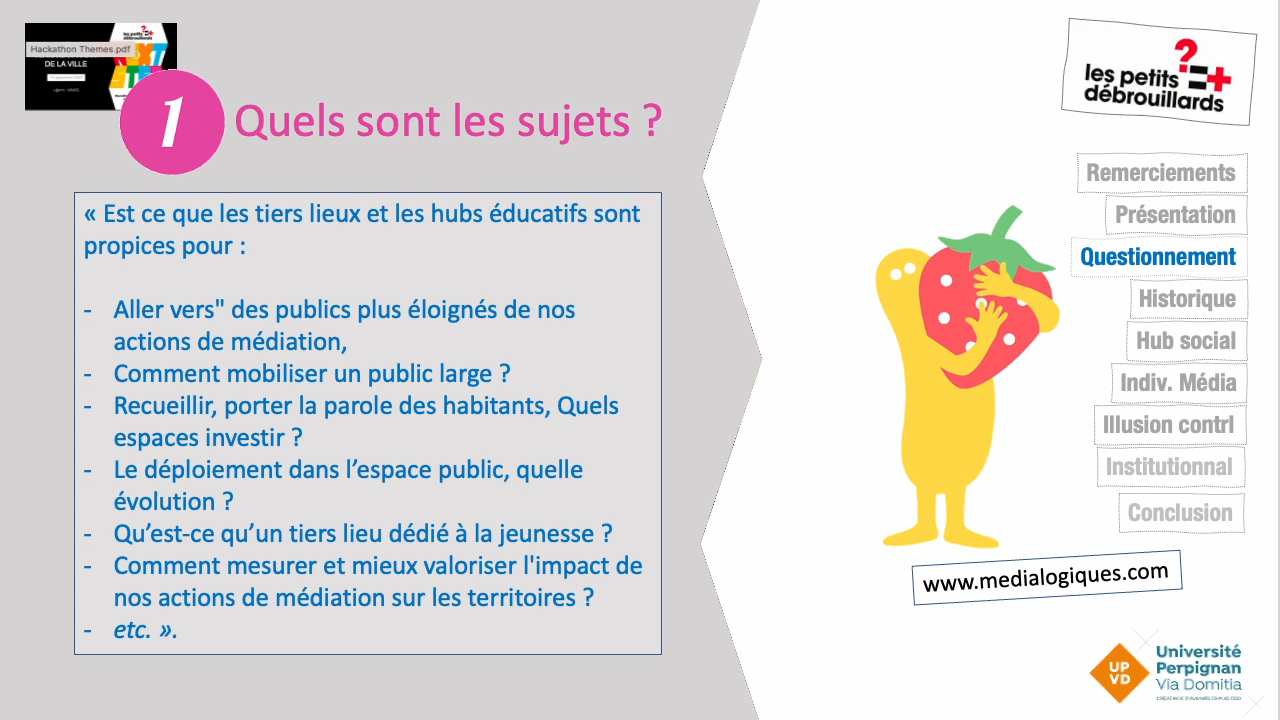 Hackathon Themes.pdf
DE LA VILLE
les petits
débrouillards
1
Quels sont les sujets ?
« Est ce que les tiers lieux et les hubs éducatifs sont
propices pour :
- Aller vers" des publics plus éloignés de nos
actions de médiation,
- Comment mobiliser un public large ?
- Recueillir, porter la parole des habitants, Quels
espaces investir ?
- Le déploiement dans l’espace public, quelle
évolution ?
- Qu’est-ce qu’un tiers lieu dédié à la jeunesse ?
- Comment mesurer et mieux valoriser l'impact de
nos actions de médiation sur les territoires ?
- etc. ».
les petits
débrouillards
Remerciements
Présentation
Questionnement
Historique
Hub social
Indiv. Média
Illusion contrl
Institutionnal
Conclusion
www.medialogiques.com
UP
VD
Université
Perpignan
Via Domitia